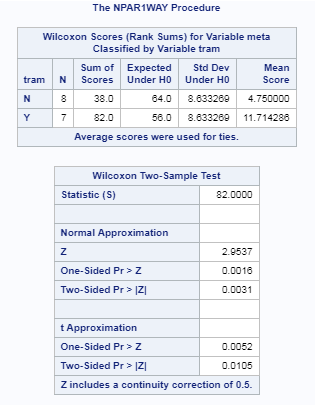 The NPAR1WAY Procedure
Wilcoxon Scores (Rank Sums) for Variable meta
Classified by Variable tram
tram N Sum of Scores Expected Under H0 Std Dev Under H0 Mean Score
N 8 38.0 64.0 8.633269 4.750000
Y 7 82.0 56.0 8.633269 11.714286
Average scores were used for ties.
Wilcoxon Two-Sample Test
Statistic (S) 82.0000
Normal Approximation
Z 2.9537
One-Sided Pr > Z 0.0016
Two-Sided Pr > |Z| 0.0031
t Approximation
One-Sided Pr > Z 0.0052
Two-Sided Pr > |Z| 0.0105
Z includes a continuity correction of 0.5.